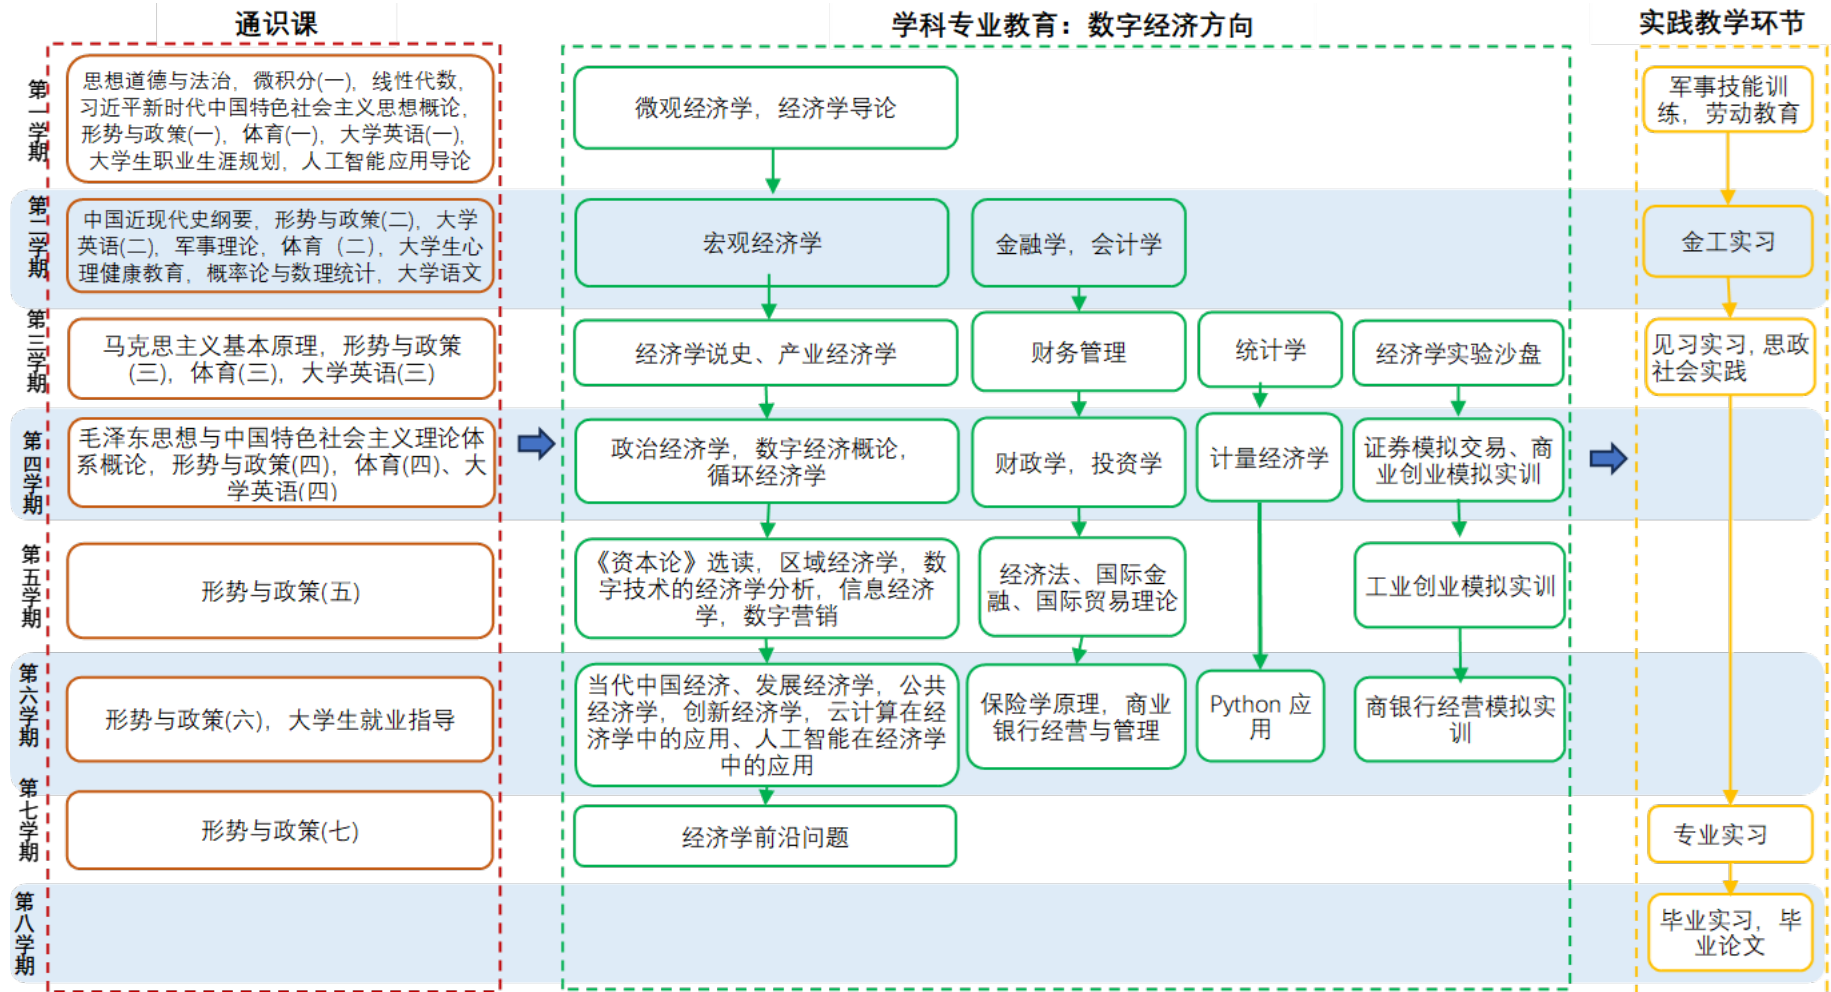 通识课
学科专业教育：数字经济方向
实践教学环节
第一学期
思想道德与法治，微积分(一)，线性代数，
习近平新时代中国特色社会主义思想概论，
形势与政策(一)，体育(一)，大学英语(一)，
大学生职业生涯规划，人工智能应用导论
微观经济学，经济学导论
军事技能训
练，劳动教育
第二学期
中国近现代史纲要，形势与政策(二)，大学
英语(二)，军事理论，体育（二)，大学生心
理健康教育，概率论与数理统计，大学语文
宏观经济学
金融学，会计学
金工实习
第三学期
马克思主义基本原理，形势与政策
(三)，体育(三)，大学英语(三)
经济学说史、产业经济学
财务管理
统计学
经济学实验沙盘
见习实习,思政
社会实践
第四学期
毛泽东思想与中国特色社会主义理论体
系概论，形势与政策(四)，体育(四)、大
学英语(四)
政治经济学，数字经济概论，
循环经济学
财政学，投资学
计量经济学
证券模拟交易、商
业创业模拟实训
第五学期
形势与政策(五)
《资本论》选读，区域经济学，数
字技术的经济学分析，信息经济
学，数字营销
经济法、国际金
融、国际贸易理论
工业创业模拟实训
第六学期
形势与政策(六)，大学生就业指导
当代中国经济、发展经济学，公共
经济学，创新经济学，云计算在经
济学中的应用、人工智能在经济学
中的应用
保险学原理，商业
银行经营与管理
Python 应
用
商银行经营模拟实
训
第七学期
形势与政策(七)
经济学前沿问题
专业实习
第八学期
毕业实习，毕
业论文